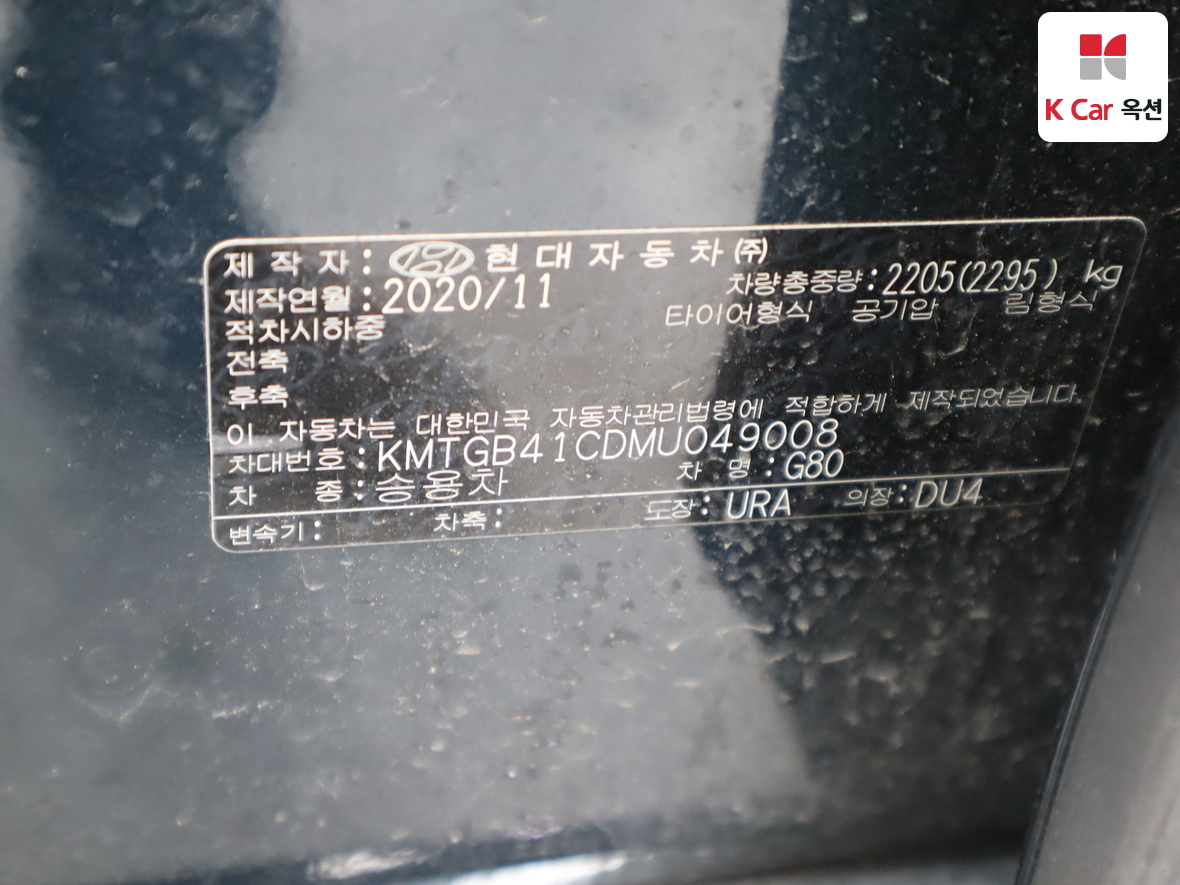 K Car 옥션
제 작 자 : 현 대 자 동 차 ㈜
제작연월 : 2020/11 차량총중량 : 2205(2295) kg
적차시하중 타이어형식 공기압 림형식
전축
후축
이 자동차는 대한민국 자동차관리법령에 적합하게 제작되었습니다.
차대번호 : KMTGB41CDMU049008
차 종 : 승용차 차 명 : G80
변속기 : 차축 : 도장 : URA 의장 : DU4